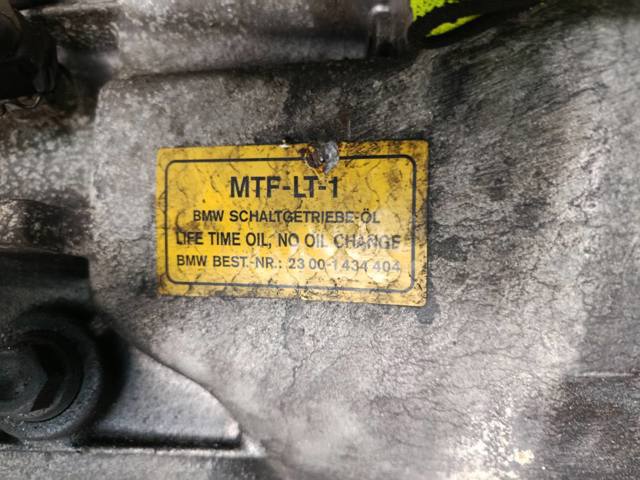 MTF-LT-1
BMW SCHALTGETRIEBE-ÖL
LIFE TIME OIL, NO OIL CHANGE
BMW BEST.-NR.: 23 00-1 434 404